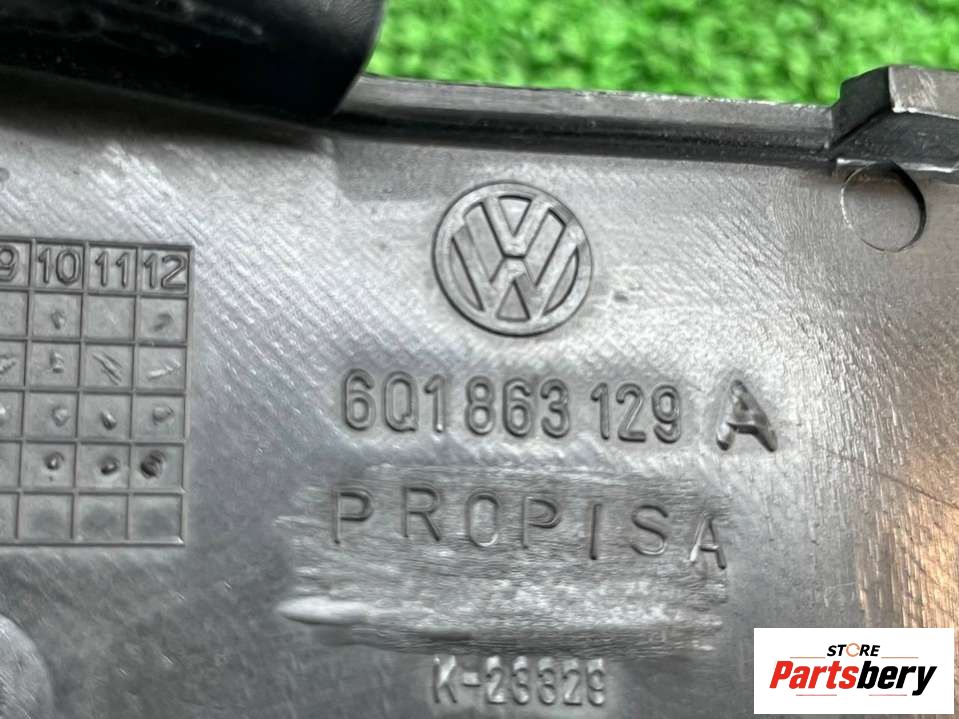 9 10 11 12
6Q1 863 129 A
PROPISA
K-23329
STORE
Partsbery